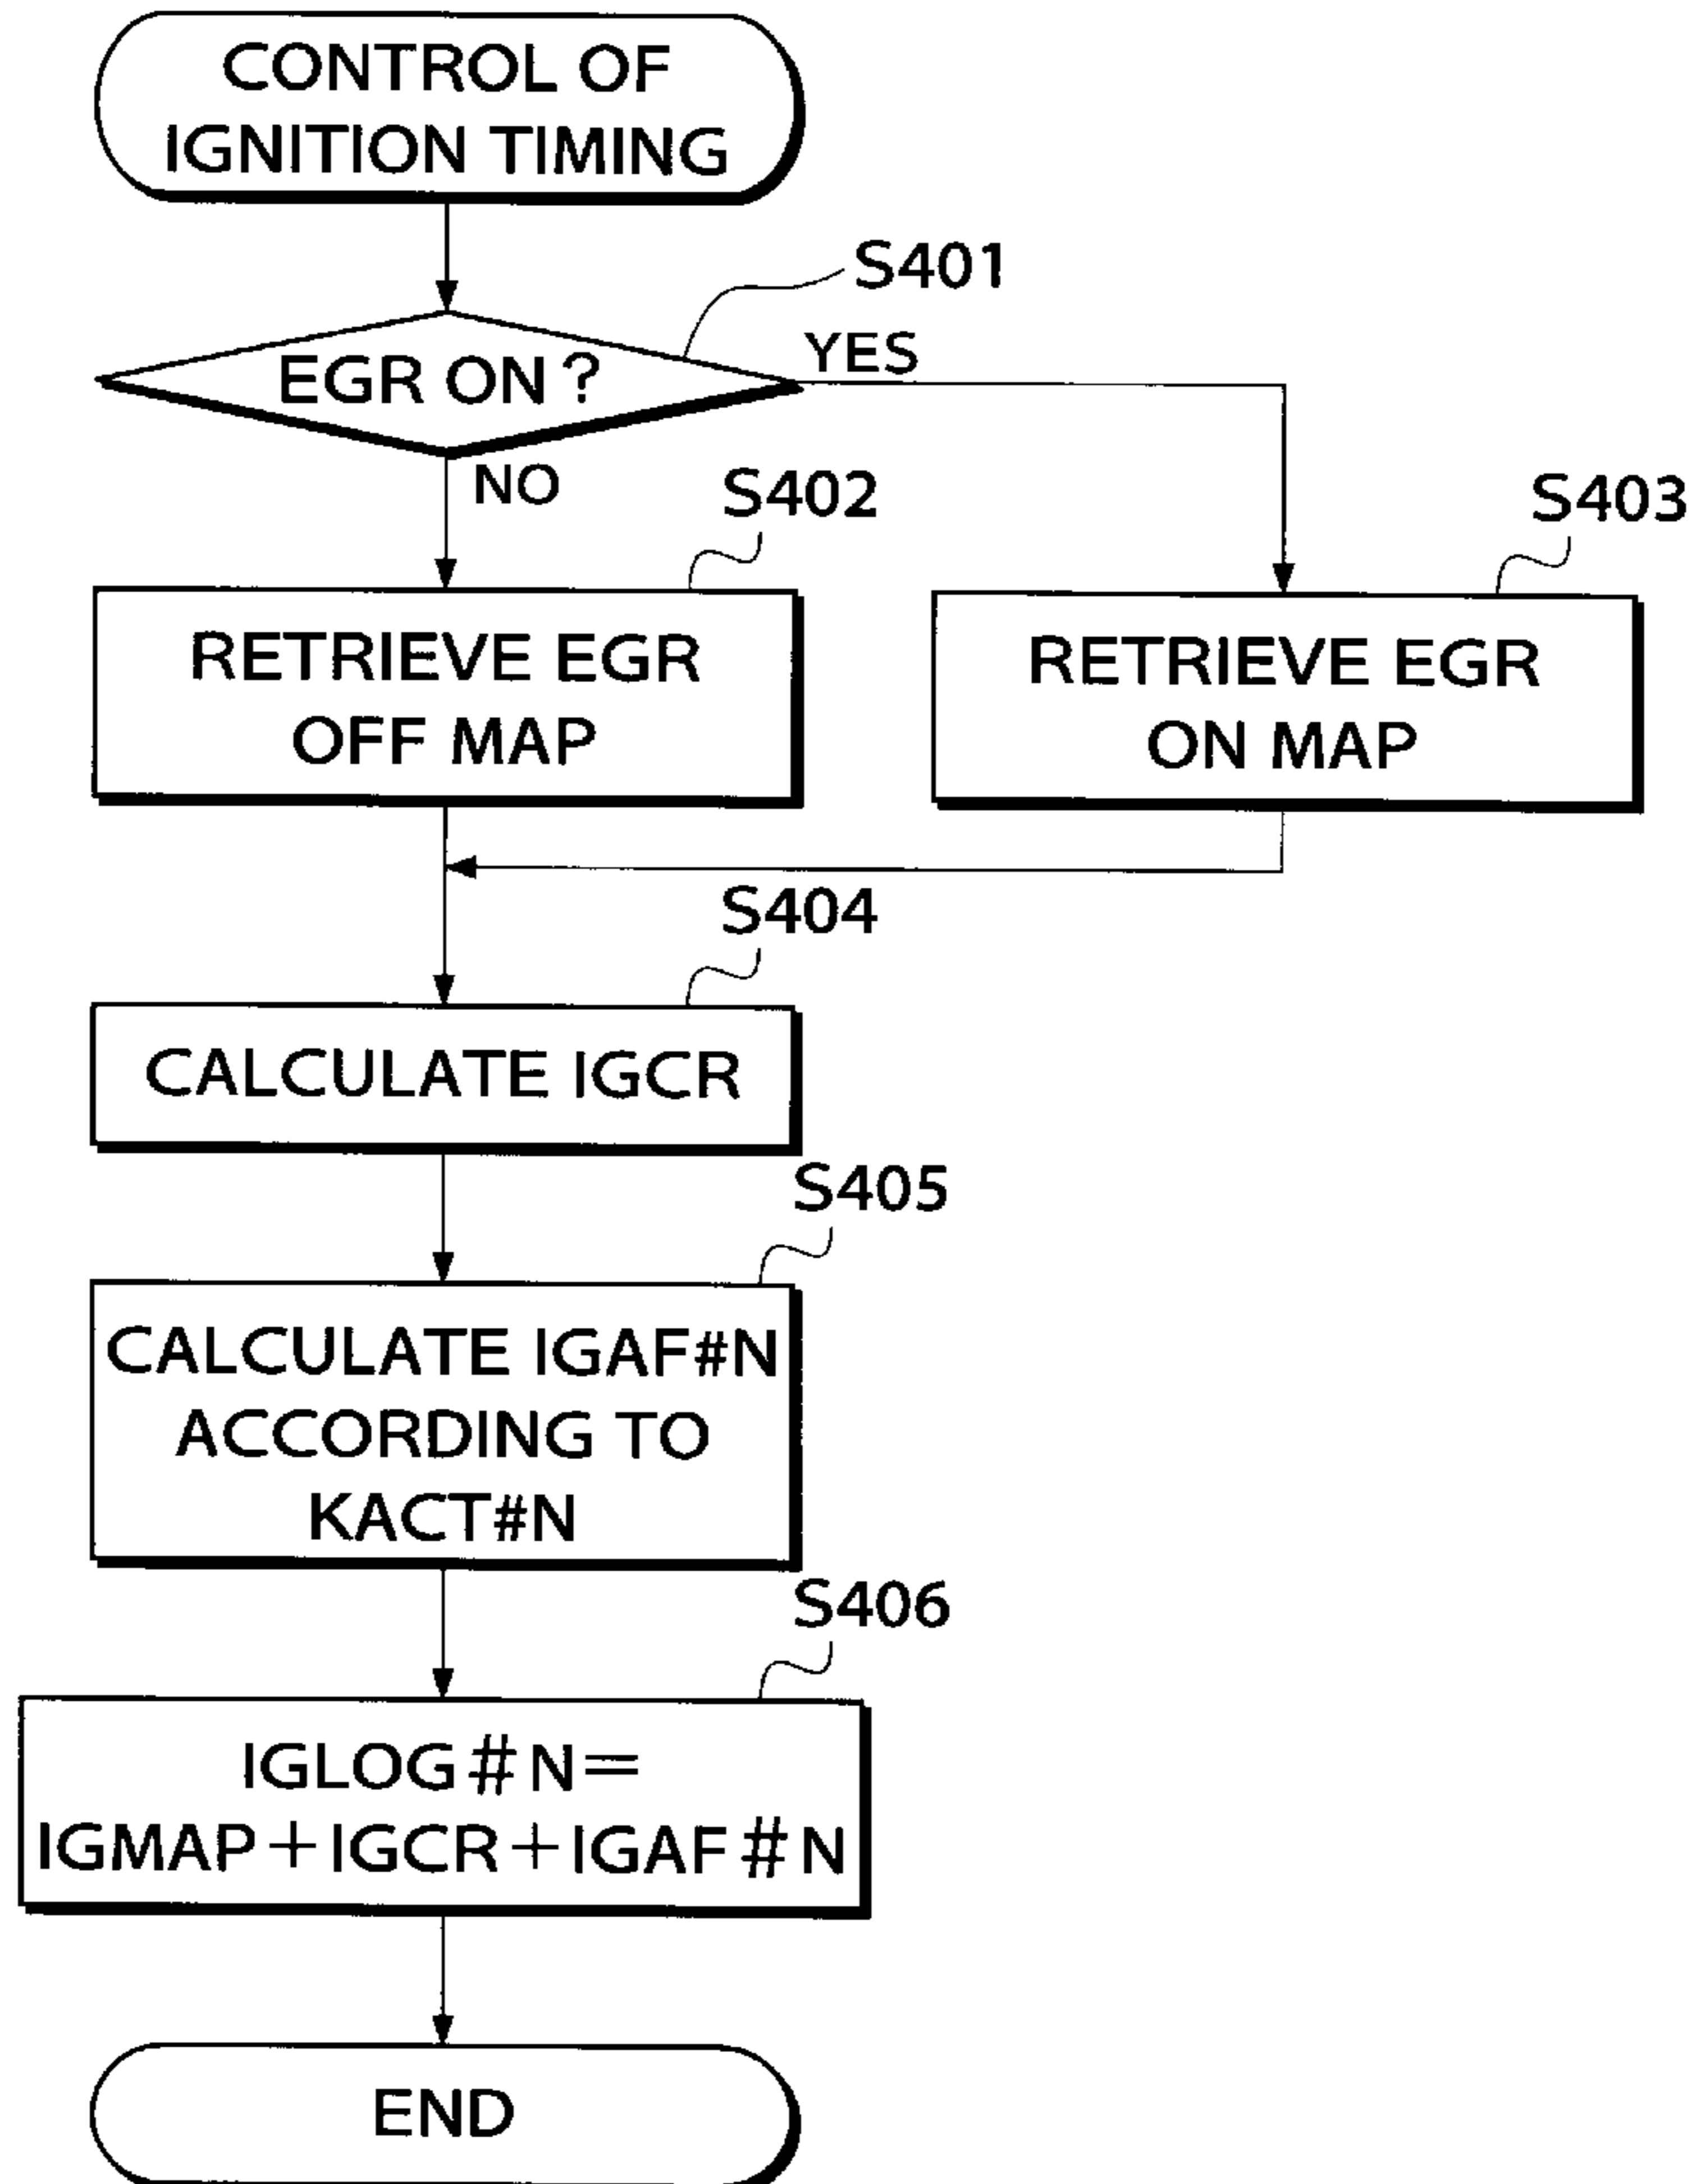 CONTROL OF
IGNITION TIMING
S401
EGR ON ?
YES
NO
S402
S403
RETRIEVE EGR
OFF MAP
RETRIEVE EGR
ON MAP
S404
CALCULATE IGCR
S405
CALCULATE IGAF#N
ACCORDING TO
KACT#N
S406
IGLOG # N=
IGMAP+IGCR+IGAF # N
END